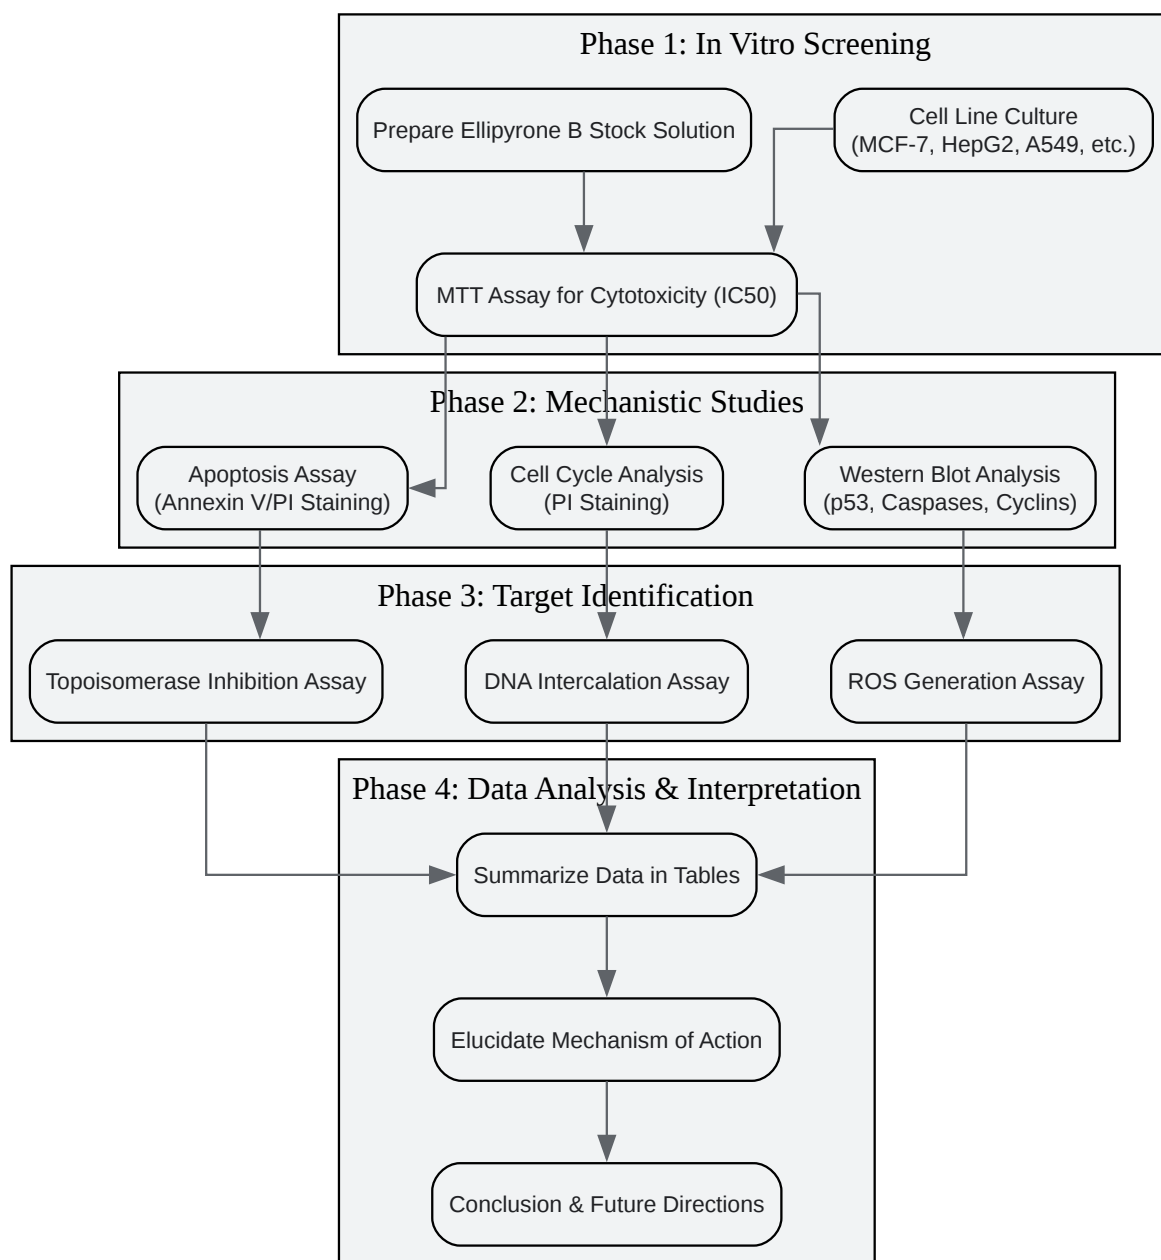 Phase 1: In Vitro Screening
Prepare Ellipyrone B Stock Solution
Cell Line Culture
(MCF-7, HepG2, A549, etc.)
MTT Assay for Cytotoxicity (IC50)
Phase 2: Mechanistic Studies
Apoptosis Assay
(Annexin V/PI Staining)
Cell Cycle Analysis
(PI Staining)
Western Blot Analysis
(p53, Caspases, Cyclins)
Phase 3: Target Identification
Topoisomerase Inhibition Assay
DNA Intercalation Assay
ROS Generation Assay
Phase 4: Data Analysis & Interpretation
Summarize Data in Tables
Elucidate Mechanism of Action
Conclusion & Future Directions